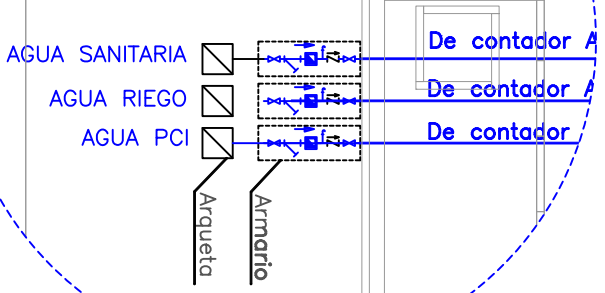 AGUA SANITARIA
De contador A
AGUA RIEGO
De contador A
AGUA PCI
De contador
Arqueta
Armario